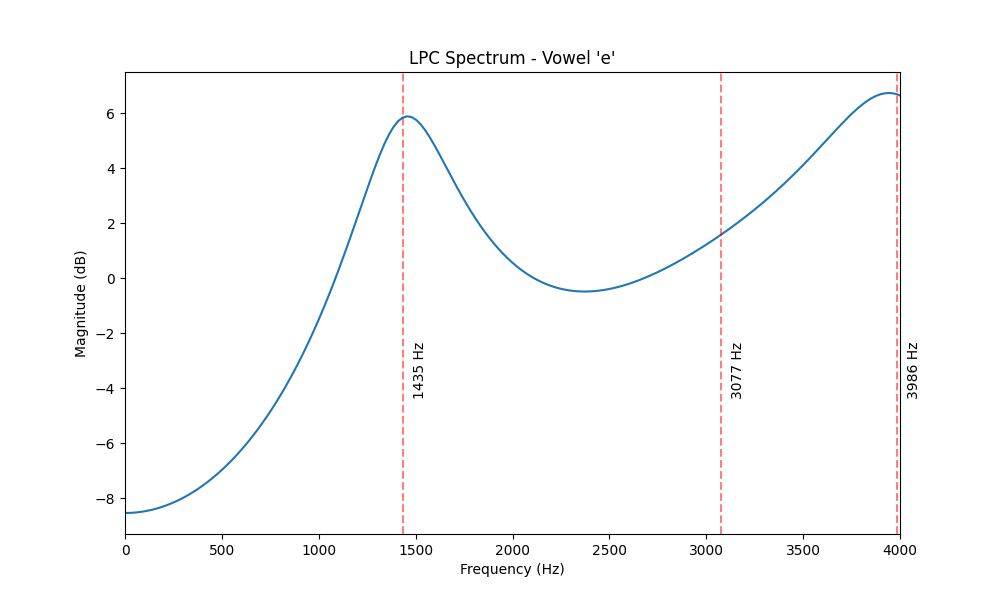 LPC Spectrum - Vowel 'e'
Magnitude (dB)
6
4
2
0
−2
−4
−6
−8
1435 Hz
3077 Hz
3986 Hz
0 500 1000 1500 2000 2500 3000 3500 4000
Frequency (Hz)